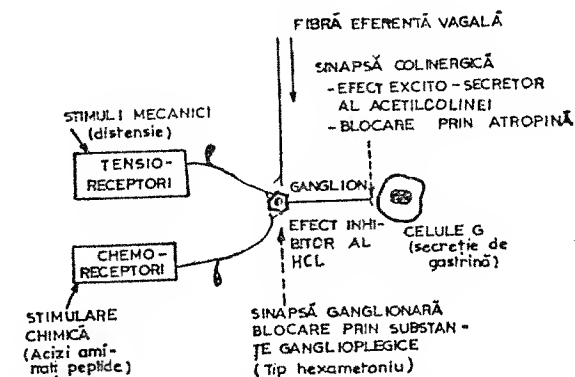 FIBRĂ EFERENTĂ VAGALĂ
SINAPSĂ COLINERGICĂ
-EFECT EXCITO-SECRETOR
AL ACETILCOLINEI
-BLOCARE PRIN ATROPINĂ
STIMULI MECANICI
(distensie)
TENSIO-
RECEPTORI
GANGLION
EFECT INHI-
BITOR AL
HCL
CELULE G
(secreție de
gastrină)
CHEMO-
RECEPTORI
STIMULARE
CHIMICĂ
(Acizi ami-
nați peptide)
SINAPSĂ GANGLIONARĂ
BLOCARE PRIN SUBSTAN-
ȚE GANGLIOPLEGICE
(Tip hexametoniu)